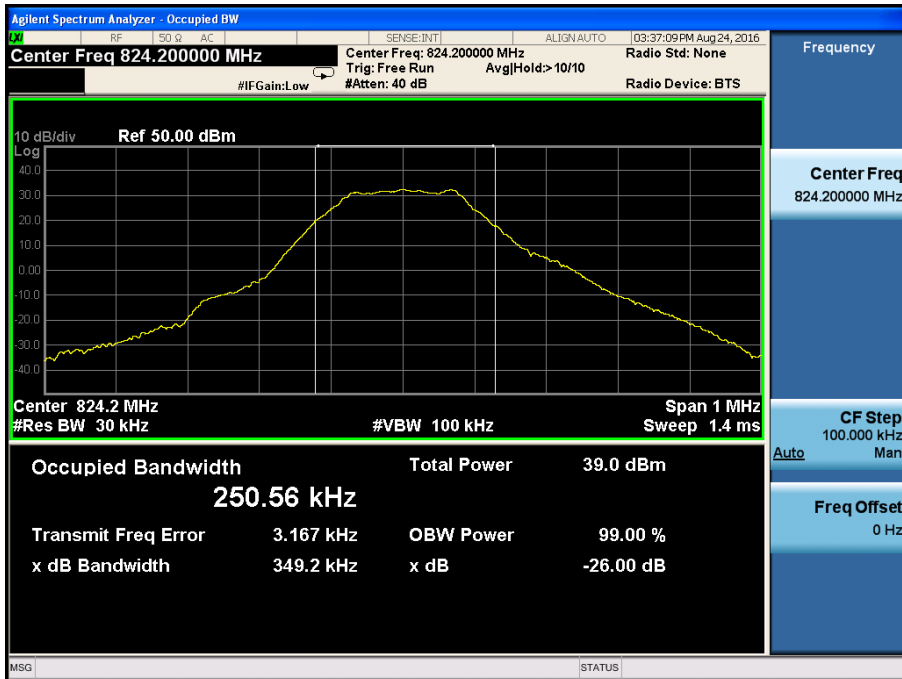 Agilent Spectrum Analyzer - Occupied BW
LXI RF 50 Ω AC SENSE:INT ALIGN AUTO 03:37:09 PM Aug 24, 2016
Center Freq 824.200000 MHz
Center Freq: 824.200000 MHz
Radio Std: None
Trig: Free Run Avg|Hold:> 10/10
#IFGain:Low
#Atten: 40 dB
Radio Device: BTS
10 dB/div Ref 50.00 dBm
Log
40.0
30.0
20.0
10.0
0.00
-10.0
-20.0
-30.0
-40.0
Center 824.2 MHz
Span 1 MHz
#Res BW 30 kHz
#VBW 100 kHz
Sweep 1.4 ms
Occupied Bandwidth
250.56 kHz
Total Power 39.0 dBm
Transmit Freq Error 3.167 kHz
OBW Power 99.00 %
x dB Bandwidth 349.2 kHz
x dB -26.00 dB
MSG
STATUS
Frequency
Center Freq
824.200000 MHz
CF Step
100.000 kHz
Auto Man
Freq Offset
0 Hz